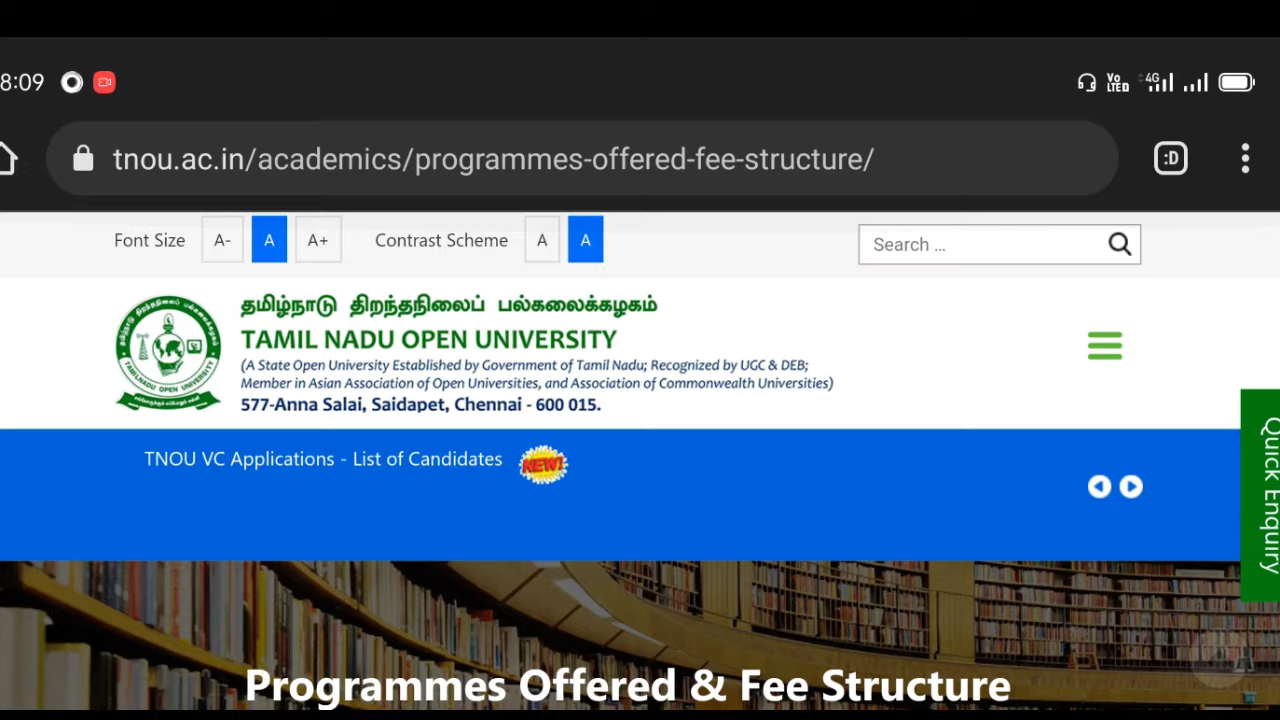 8:09
Vo
LTE D
4G
tnou.ac.in/academics/programmes-offered-fee-structure/
:D
Font Size A- A A+ Contrast Scheme A A
Search ...
தமிழ்நாடு திறந்தநிலைப் பல்கலைக்கழகம்
TAMIL NADU OPEN UNIVERSITY
(A State Open University Established by Government of Tamil Nadu; Recognized by UGC & DEB;
Member in Asian Association of Open Universities, and Association of Commonwealth Universities)
577-Anna Salai, Saidapet, Chennai - 600 015.
TNOU VC Applications - List of Candidates NEW!
Quick Enquiry
Programmes Offered & Fee Structure